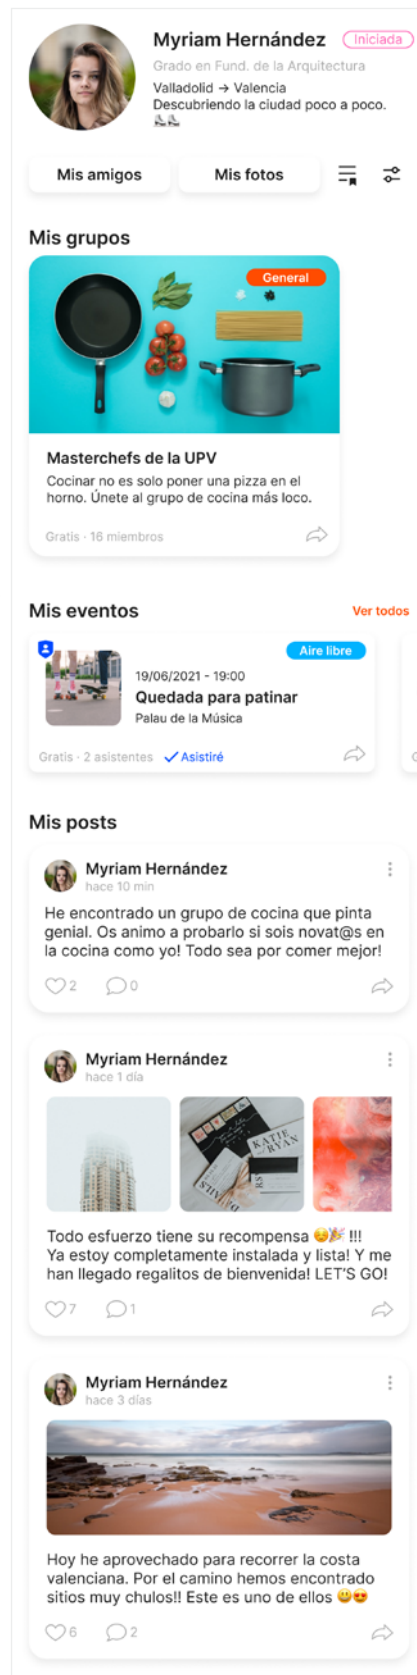 Myriam Hernández
Iniciada
Grado en Fund. de la Arquitectura
Valladolid → Valencia
Descubriendo la ciudad poco a poco.
⛸⛸
Mis amigos
Mis fotos
Mis grupos
General
Masterchefs de la UPV
Cocinar no es solo poner una pizza en el
horno. Únete al grupo de cocina más loco.
Gratis · 16 miembros
Mis eventos
Ver todos
Aire libre
19/06/2021 - 19:00
Quedada para patinar
Palau de la Música
Gratis · 2 asistentes
Asistiré
Mis posts
Myriam Hernández
hace 10 min
He encontrado un grupo de cocina que pinta
genial. Os animo a probarlo si sois novat@s en
la cocina como yo! Todo sea por comer mejor!
2
0
Myriam Hernández
hace 1 día
KATIE
RYAN
DETAILS
Todo esfuerzo tiene su recompensa ☺️🎉 !!!
Ya estoy completamente instalada y lista! Y me
han llegado regalitos de bienvenida! LET'S GO!
7
1
Myriam Hernández
hace 3 días
Hoy he aprovechado para recorrer la costa
valenciana. Por el camino hemos encontrado
sitios muy chulos!! Este es uno de ellos 😃😍
6
2